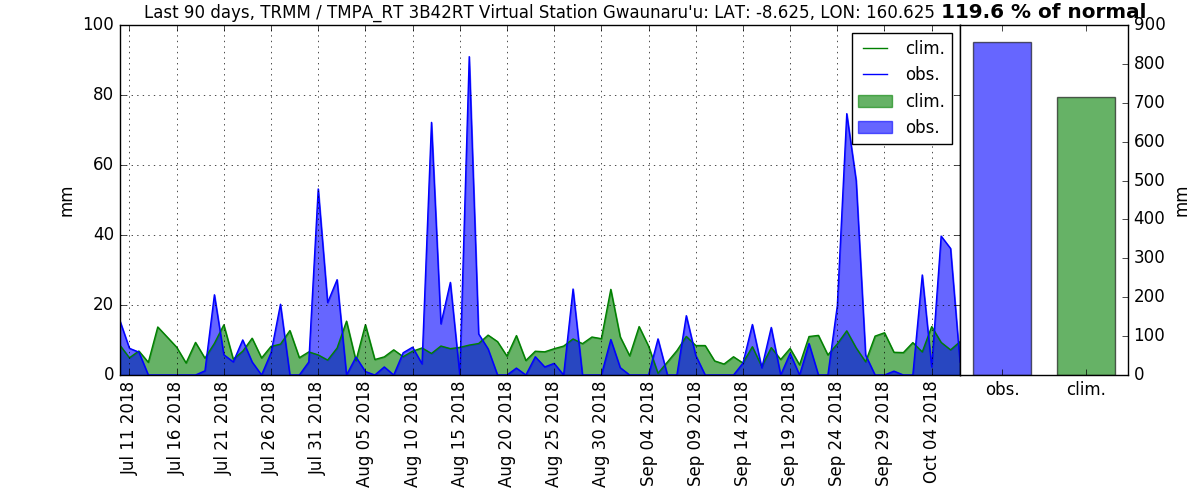 Last 90 days, TRMM / TMPA_RT 3B42RT Virtual Station Gwaunaru'u: LAT: -8.625, LON: 160.625 119.6 % of normal
100
80
60
40
20
0
mm
clim.
obs.
clim.
obs.
900
800
700
600
500
400
300
200
100
0
mm
obs.
clim.
Jul 11 2018
Jul 16 2018
Jul 21 2018
Jul 26 2018
Jul 31 2018
Aug 05 2018
Aug 10 2018
Aug 15 2018
Aug 20 2018
Aug 25 2018
Aug 30 2018
Sep 04 2018
Sep 09 2018
Sep 14 2018
Sep 19 2018
Sep 24 2018
Sep 29 2018
Oct 04 2018